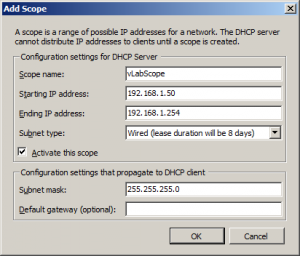 Add Scope
A scope is a range of possible IP addresses for a network. The DHCP server
cannot distribute IP addresses to clients until a scope is created.
Configuration settings for DHCP Server
Scope name:
vLabScope
Starting IP address:
192.168.1.50
Ending IP address:
192.168.1.254
Subnet type:
Wired (lease duration will be 8 days)
Activate this scope
Configuration settings that propagate to DHCP client
Subnet mask:
255.255.255.0
Default gateway (optional):
OK
Cancel